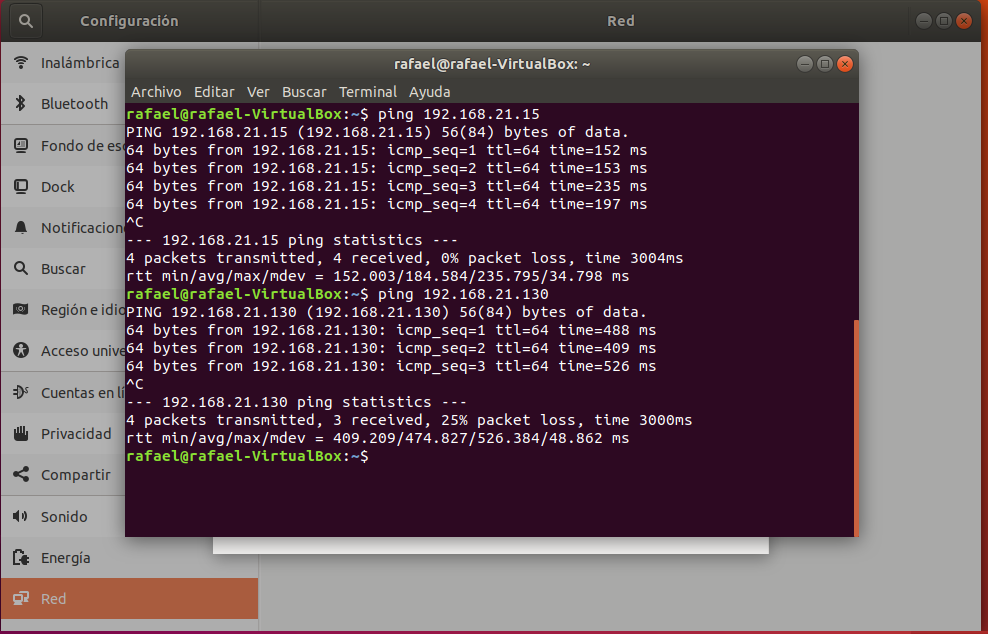 Configuración
Red
Inalámbrica
Bluetooth
Fondo de esc
Dock
Notificacione
Buscar
Región e idio
Acceso unive
Cuentas en lí
Privacidad
Compartir
Sonido
Energía
Red
rafael@rafael-VirtualBox: ~
Archivo Editar Ver Buscar Terminal Ayuda
rafael@rafael-VirtualBox:~$ ping 192.168.21.15
PING 192.168.21.15 (192.168.21.15) 56(84) bytes of data.
64 bytes from 192.168.21.15: icmp_seq=1 ttl=64 time=152 ms
64 bytes from 192.168.21.15: icmp_seq=2 ttl=64 time=153 ms
64 bytes from 192.168.21.15: icmp_seq=3 ttl=64 time=235 ms
64 bytes from 192.168.21.15: icmp_seq=4 ttl=64 time=197 ms
^C
--- 192.168.21.15 ping statistics ---
4 packets transmitted, 4 received, 0% packet loss, time 3004ms
rtt min/avg/max/mdev = 152.003/184.584/235.795/34.798 ms
rafael@rafael-VirtualBox:~$ ping 192.168.21.130
PING 192.168.21.130 (192.168.21.130) 56(84) bytes of data.
64 bytes from 192.168.21.130: icmp_seq=1 ttl=64 time=488 ms
64 bytes from 192.168.21.130: icmp_seq=2 ttl=64 time=409 ms
64 bytes from 192.168.21.130: icmp_seq=3 ttl=64 time=526 ms
^C
--- 192.168.21.130 ping statistics ---
4 packets transmitted, 3 received, 25% packet loss, time 3000ms
rtt min/avg/max/mdev = 409.209/474.827/526.384/48.862 ms
rafael@rafael-VirtualBox:~$